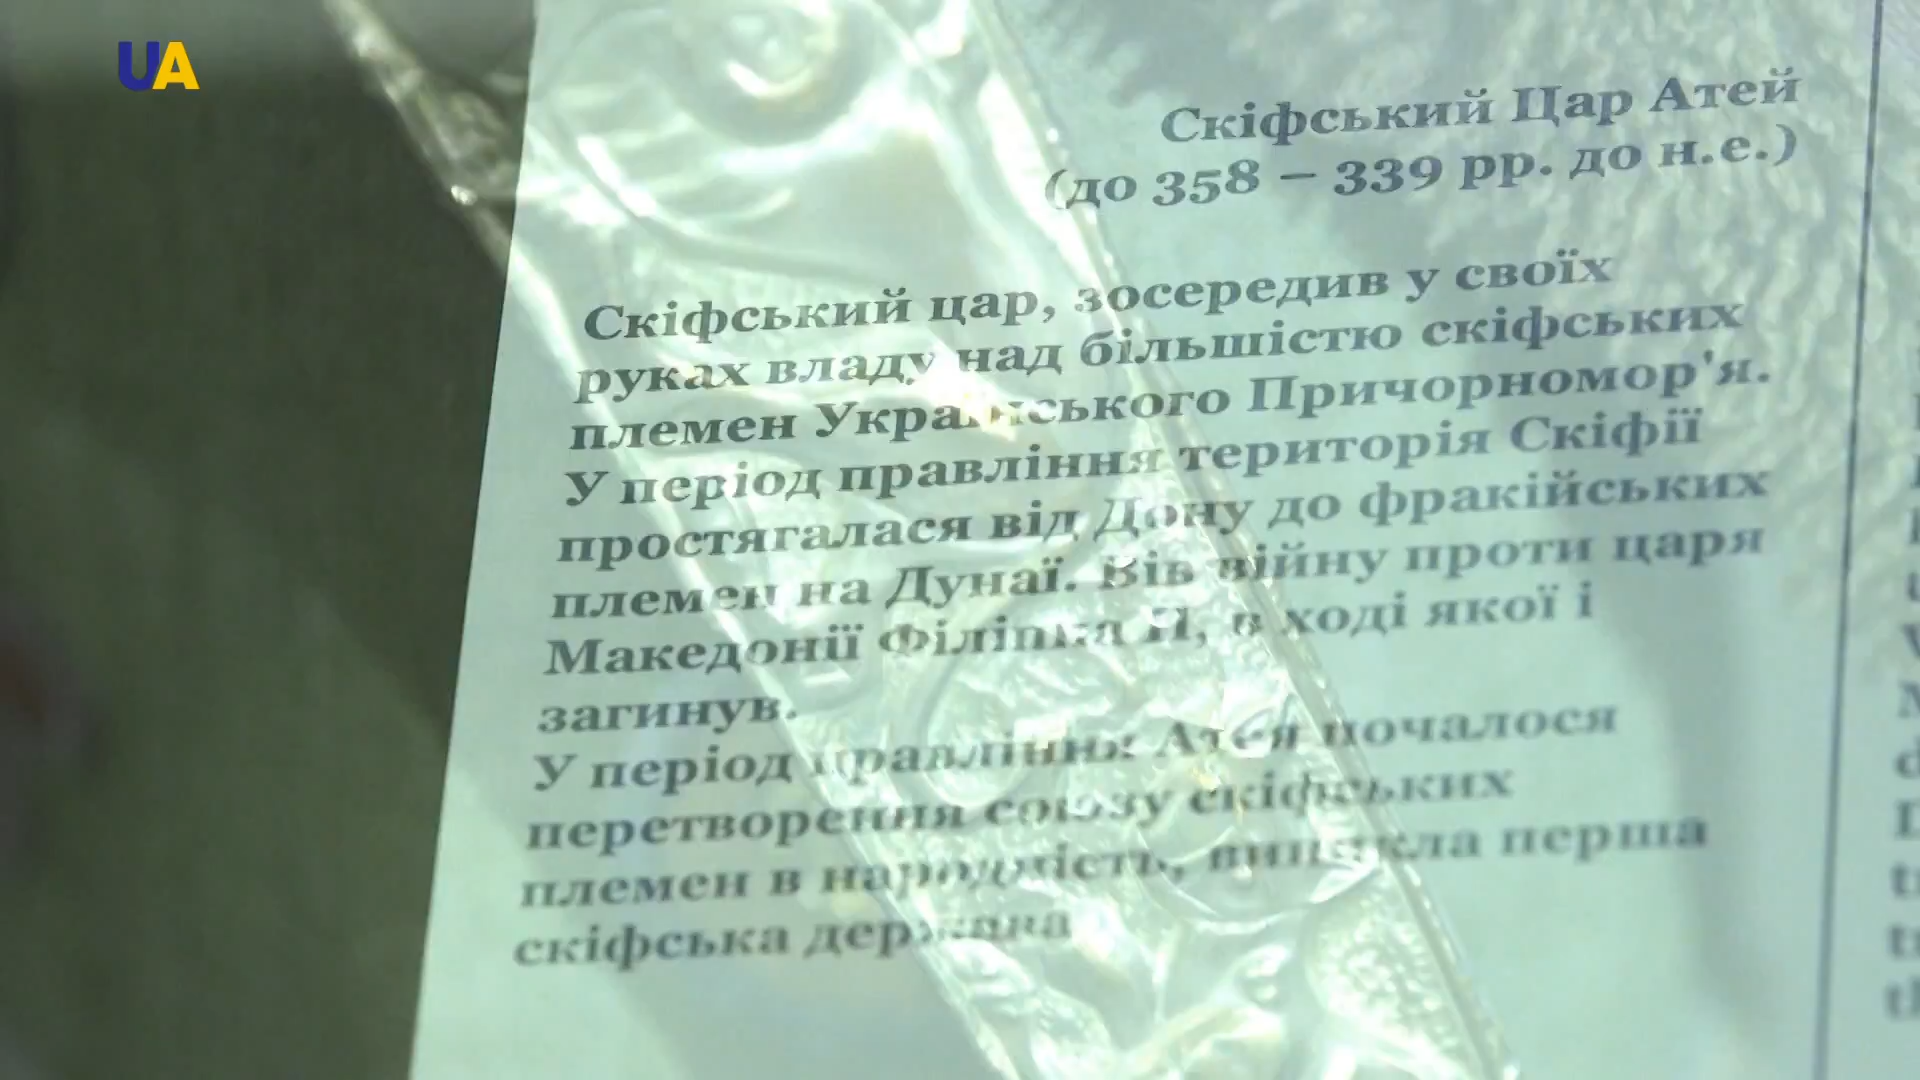 UA
Скіфський Цар Атей
(до 358 – 339 рр. до н.е.)
Скіфський цар, зосередив у своїх
руках владу над більшістю скіфських
племен Українського Причорномор'я.
У період правління територія Скіфії
простягалася від Дону до фракійських
племен на Дунаї. Вів війну проти царя
Македонії Філіппа ІІ, в ході якої і
загинув.
У період правління Атея почалося
перетворення союзу скіфських
племен в народність, виникла перша
скіфська держава